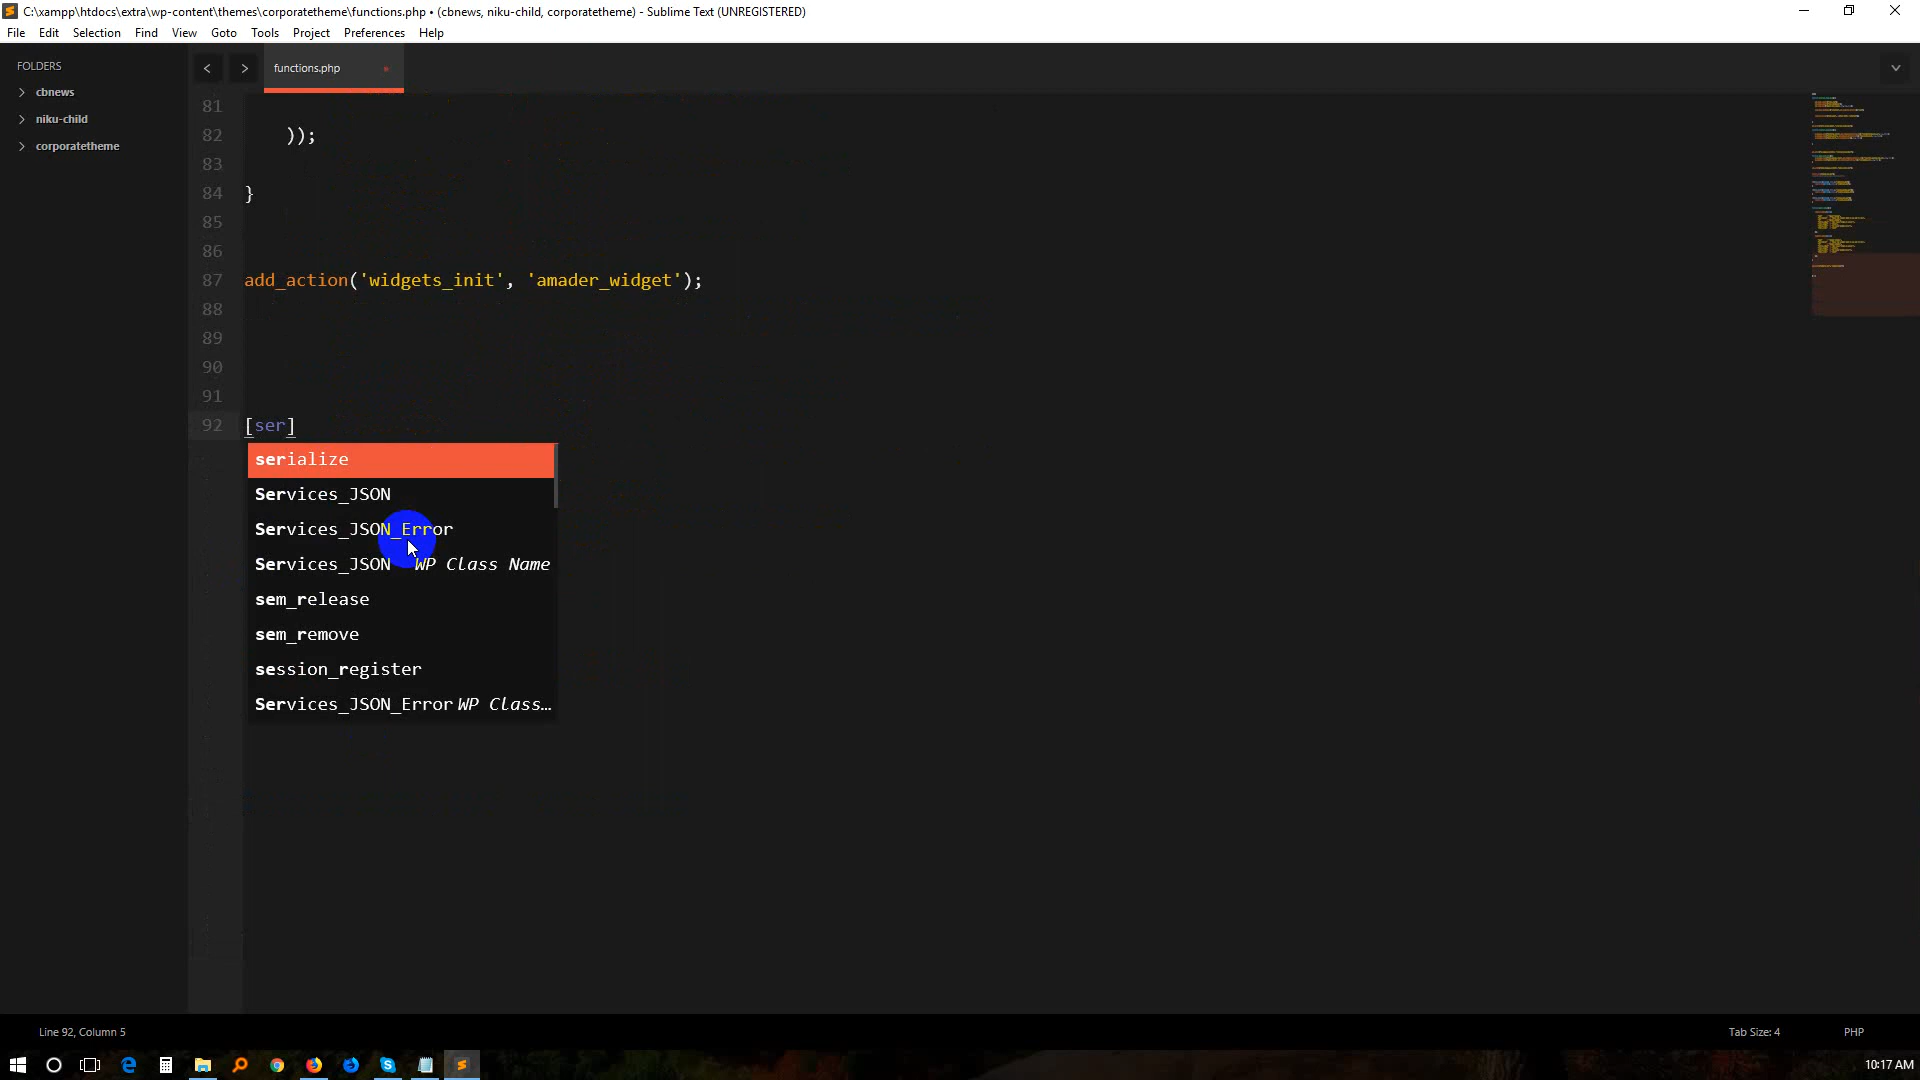 C:\xampp\htdocs\extra\wp-content\themes\corporatetheme\functions.php • (cbnews, niku-child, corporatetheme) - Sublime Text (UNREGISTERED)
File Edit Selection Find View Goto Tools Project Preferences Help
FOLDERS
cbnews
niku-child
corporatetheme
functions.php
81
82 ));
83
84 }
85
86
87 add_action('widgets_init', 'amader_widget');
88
89
90
91
92 [ser]
serialize
Services_JSON
Services_JSON_Error
Services_JSON WP Class Name
sem_release
sem_remove
session_register
Services_JSON_Error WP Class…
Line 92, Column 5
Tab Size: 4
PHP
10:17 AM